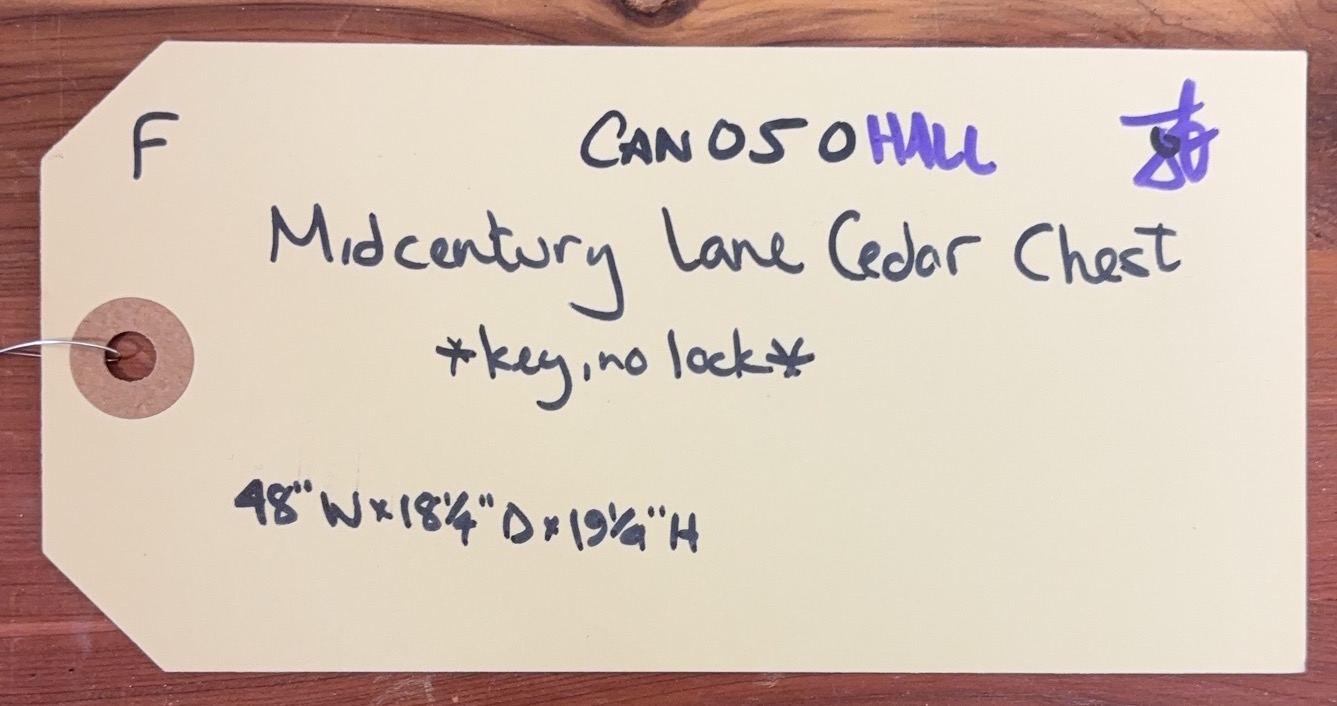 F CAN050HALL
Midcentury Lane Cedar Chest
*key, no lock*
48" W x 18¼" D x 19¼" H